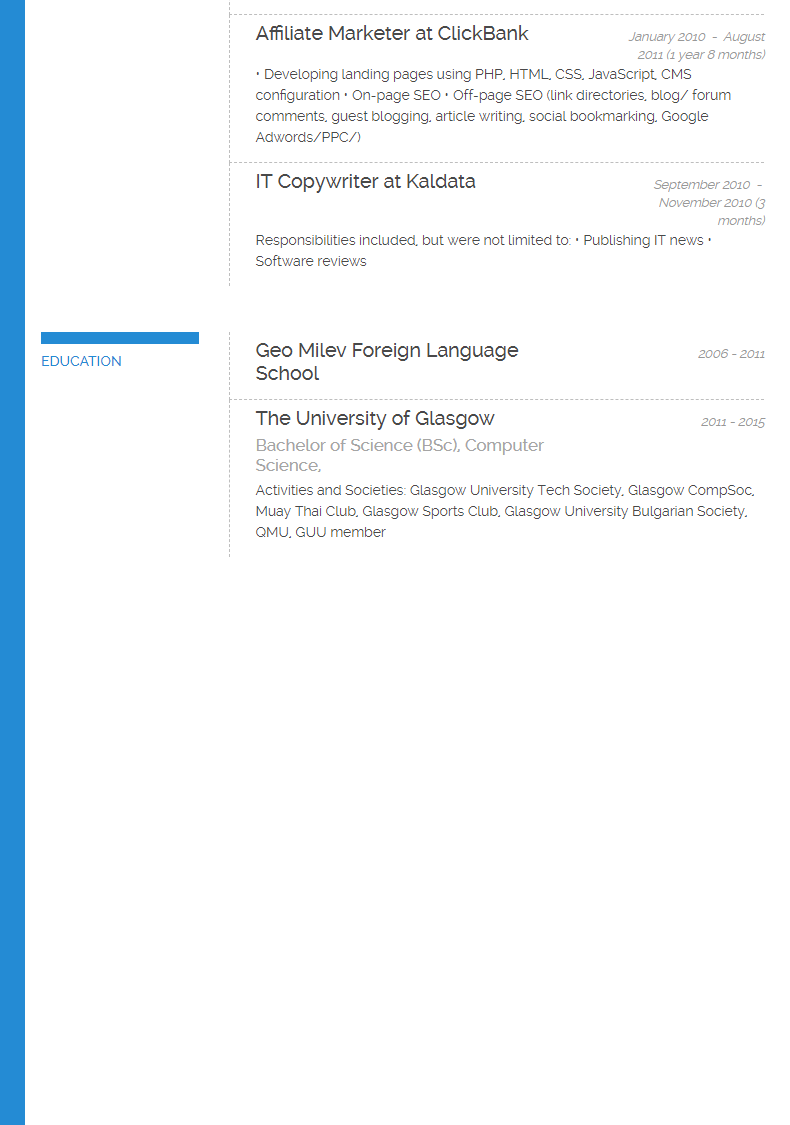 Affiliate Marketer at ClickBank
January 2010 - August
2011 (1 year 8 months)
• Developing landing pages using PHP, HTML, CSS, JavaScript, CMS
configuration • On-page SEO • Off-page SEO (link directories, blog/ forum
comments, guest blogging, article writing, social bookmarking, Google
Adwords/PPC/)
IT Copywriter at Kaldata
September 2010 -
November 2010 (3
months)
Responsibilities included, but were not limited to: • Publishing IT news •
Software reviews
EDUCATION
Geo Milev Foreign Language
School
2006 - 2011
The University of Glasgow
2011 - 2015
Bachelor of Science (BSc), Computer
Science,
Activities and Societies: Glasgow University Tech Society, Glasgow CompSoc,
Muay Thai Club, Glasgow Sports Club, Glasgow University Bulgarian Society,
QMU, GUU member